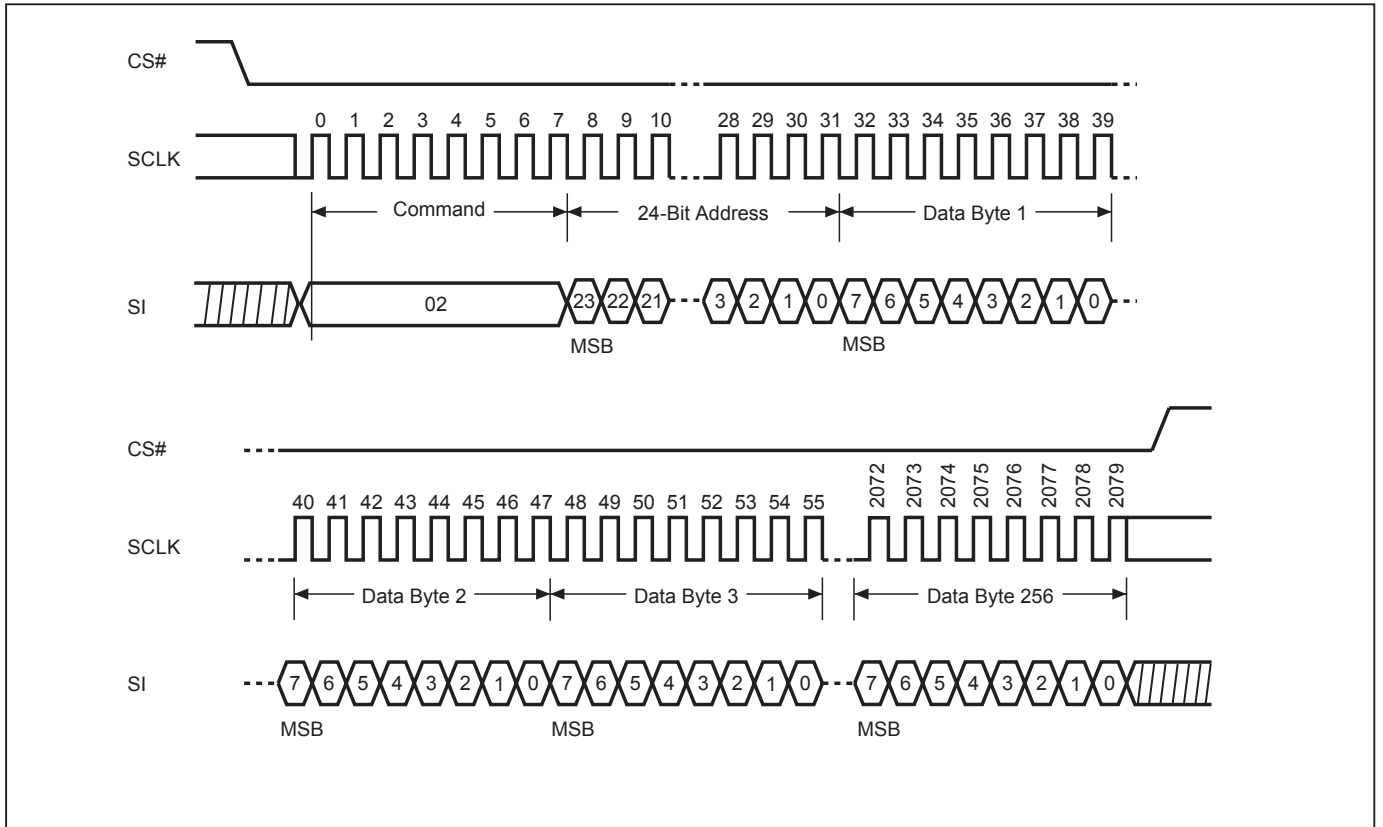 CS#
0 1 2 3 4 5 6 7 8 9 10 28 29 30 31 32 33 34 35 36 37 38 39
SCLK
Command 24-Bit Address Data Byte 1
SI 02 23 22 21 3 2 1 0 7 6 5 4 3 2 1 0
MSB MSB
CS#
2072 2073 2074 2075 2076 2077 2078 2079
40 41 42 43 44 45 46 47 48 49 50 51 52 53 54 55
SCLK
Data Byte 2 Data Byte 3 Data Byte 256
SI 7 6 5 4 3 2 1 0 7 6 5 4 3 2 1 0 7 6 5 4 3 2 1 0
MSB MSB MSB